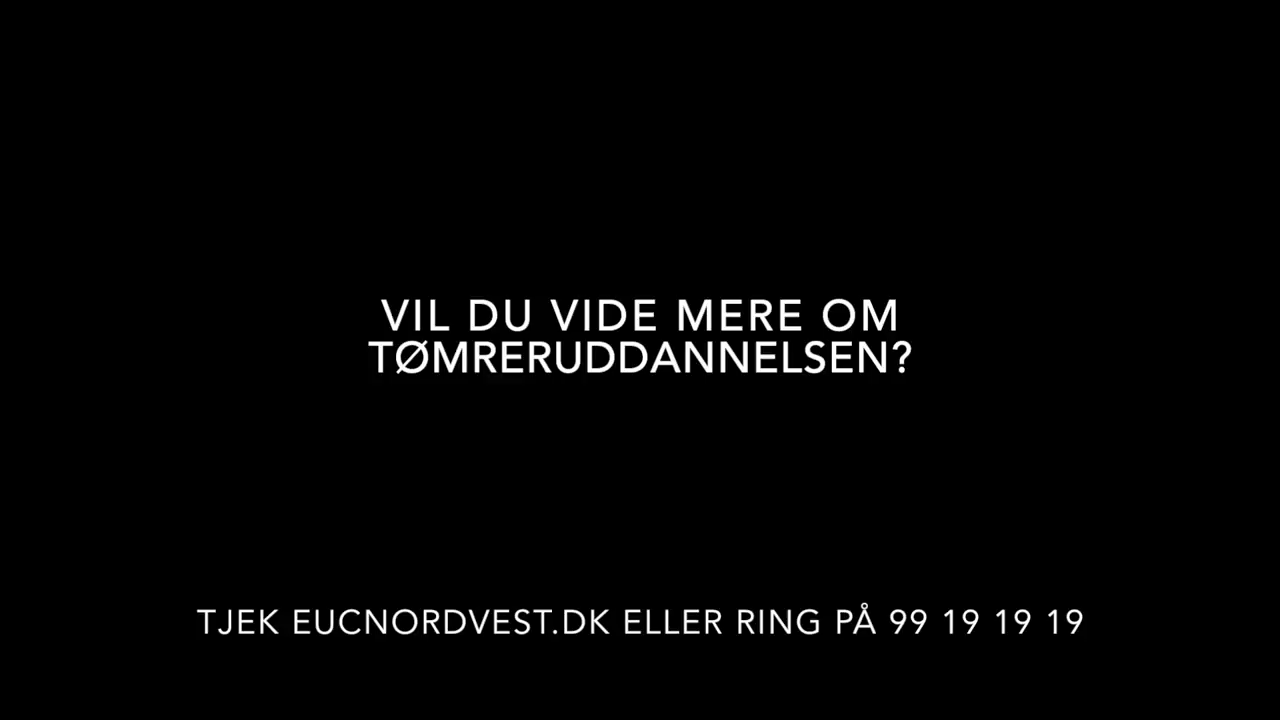 VIL DU VIDE MERE OM
TØMRERUDDANNELSEN?
TJEK EUCNORDVEST.DK ELLER RING PÅ 99 19 19 19